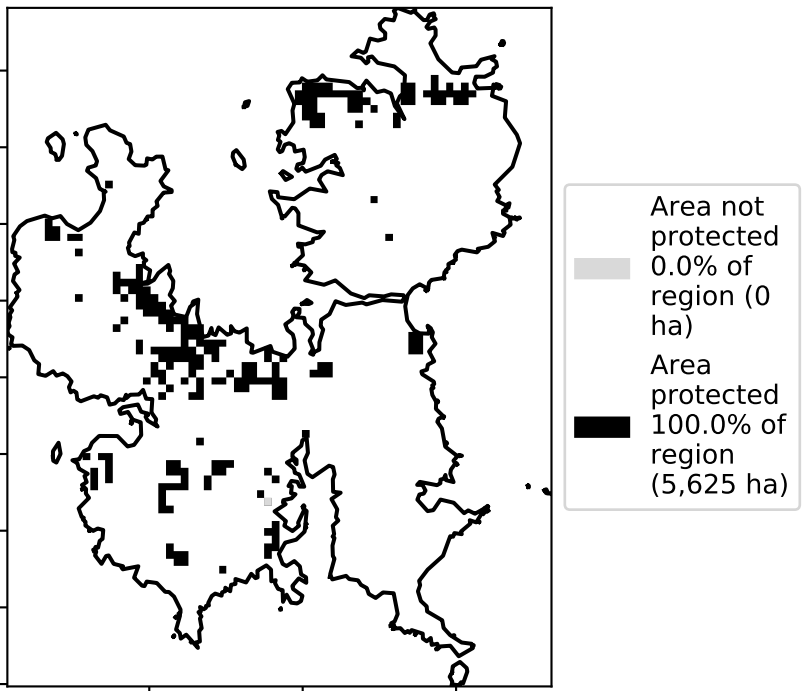 Area not
protected
0.0% of
region (0
ha)
Area
protected
100.0% of
region
(5,625 ha)